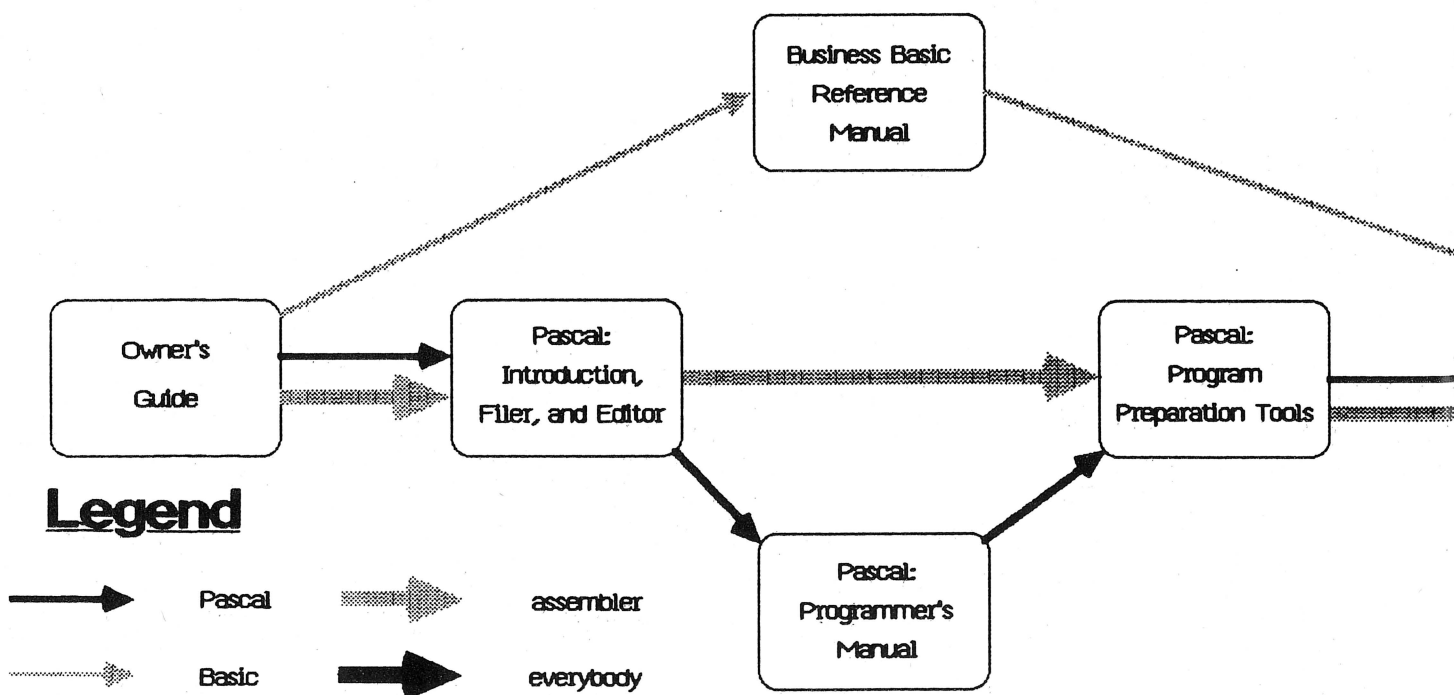 Business Basic
Reference
Manual
Owner's
Guide
Pascal:
Introduction,
Filer, and Editor
Pascal:
Program
Preparation Tools
Pascal:
Programmer's
Manual
Legend
Pascal
assembler
Basic
everybody